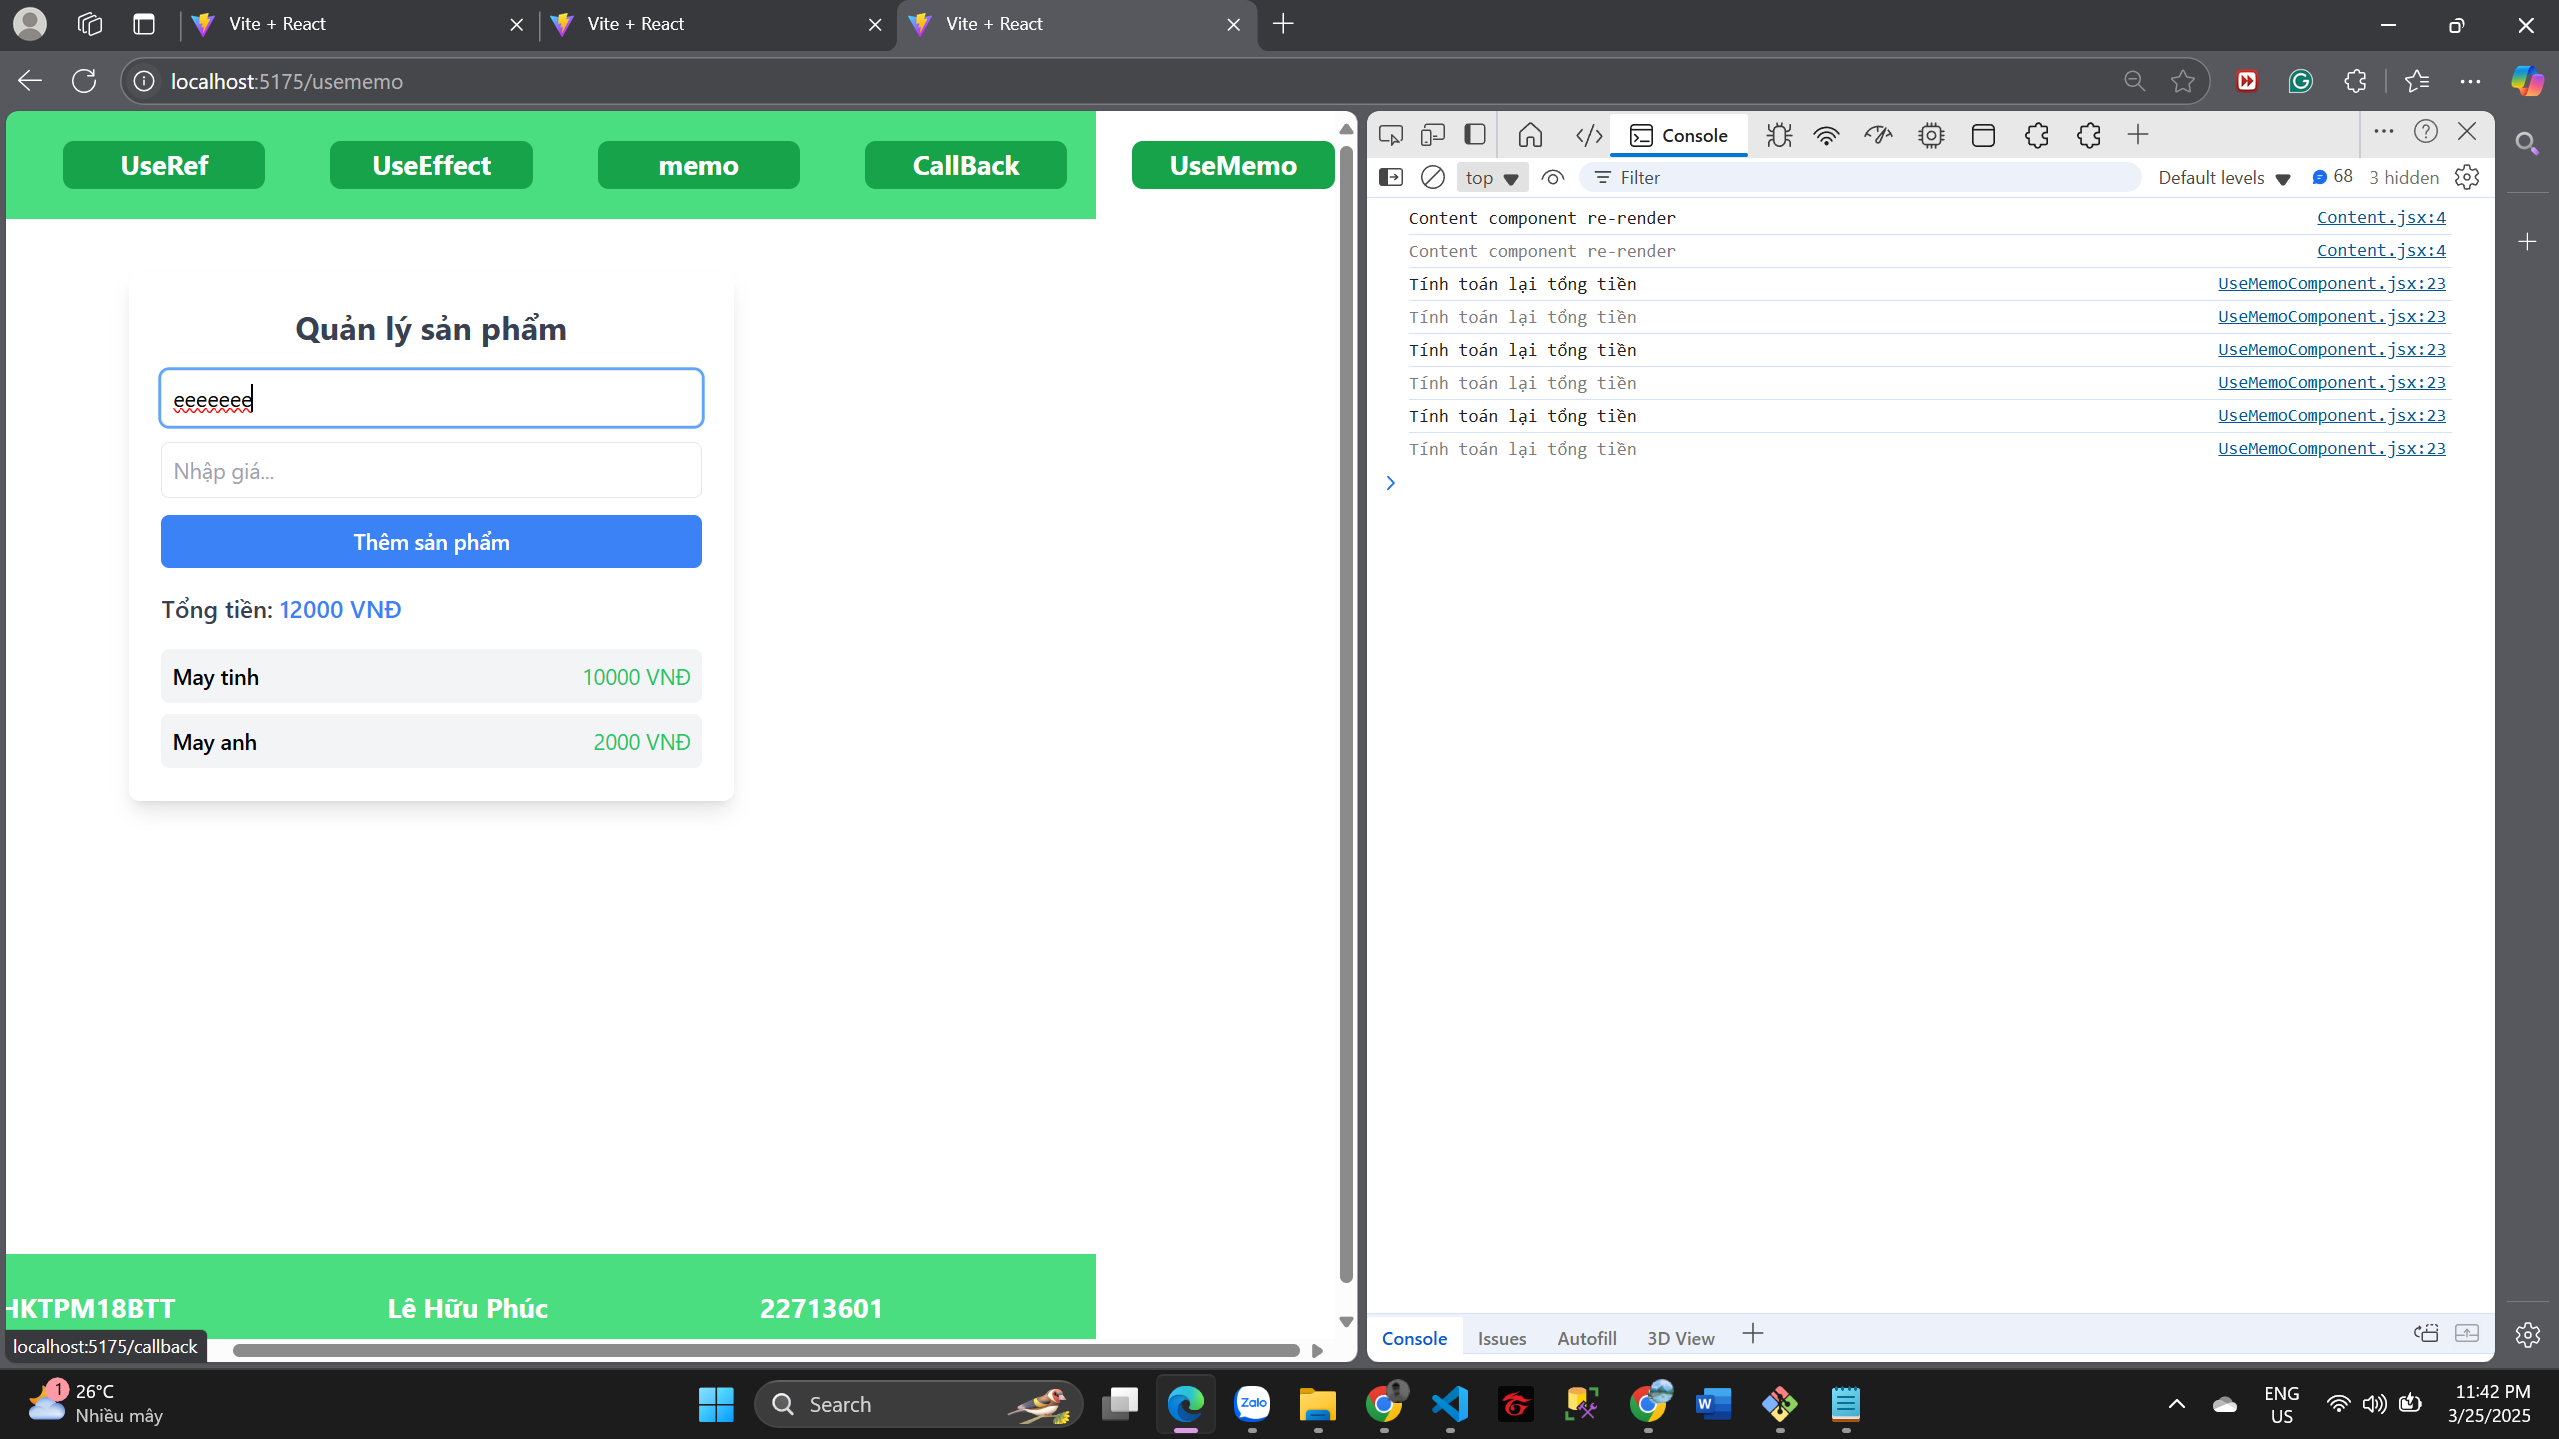 Vite + React
Vite + React
Vite + React
localhost:5175/usememo
UseRef
UseEffect
memo
CallBack
UseMemo
Quản lý sản phẩm
eeeeeee
Nhập giá...
Thêm sản phẩm
Tổng tiền: 12000 VNĐ
May tinh 10000 VNĐ
May anh 2000 VNĐ
HKTPM18BTT
Lê Hữu Phúc
22713601
localhost:5175/callback
Console
top
Filter
Default levels
68
3 hidden
Content component re-render Content.jsx:4
Content component re-render Content.jsx:4
Tính toán lại tổng tiền UseMemoComponent.jsx:23
Tính toán lại tổng tiền UseMemoComponent.jsx:23
Tính toán lại tổng tiền UseMemoComponent.jsx:23
Tính toán lại tổng tiền UseMemoComponent.jsx:23
Tính toán lại tổng tiền UseMemoComponent.jsx:23
Tính toán lại tổng tiền UseMemoComponent.jsx:23
Console
Issues
Autofill
3D View
1
26°C
Nhiều mây
Search
Zalo
ENG
US
11:42 PM
3/25/2025